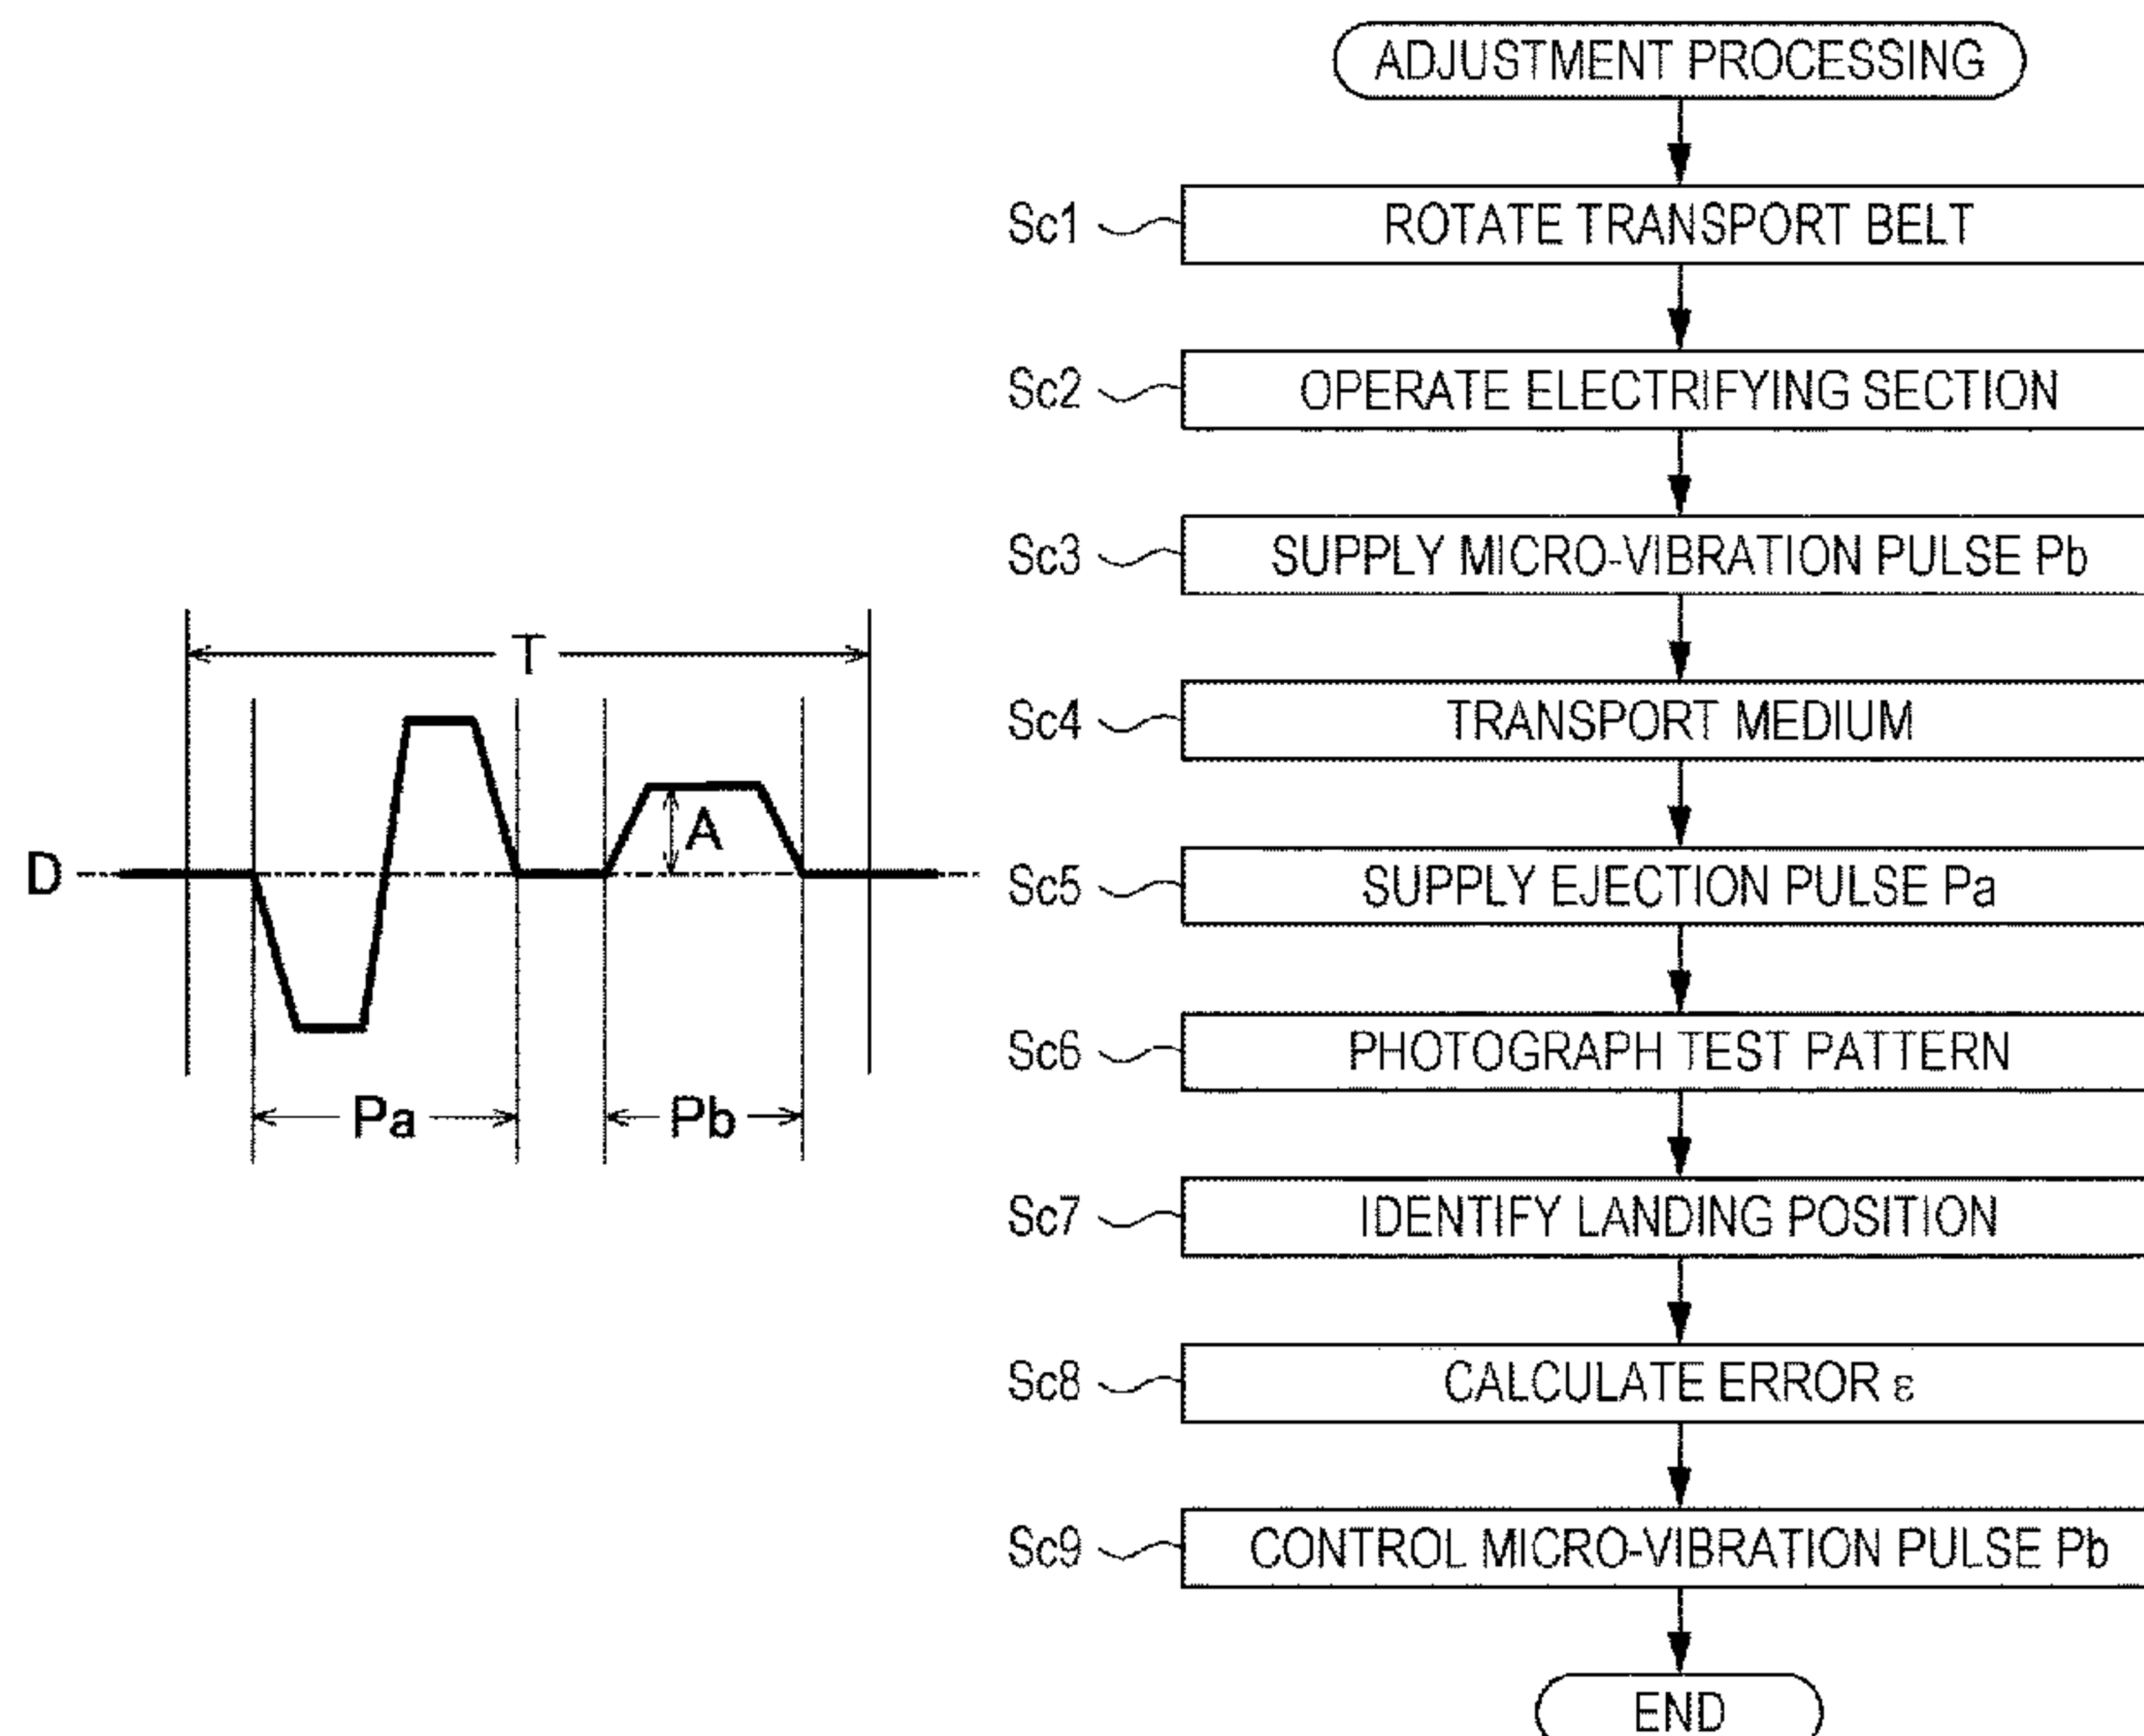 T
A
D
Pa
Pb
ADJUSTMENT PROCESSING
Sc1 ROTATE TRANSPORT BELT
Sc2 OPERATE ELECTRIFYING SECTION
Sc3 SUPPLY MICRO-VIBRATION PULSE Pb
Sc4 TRANSPORT MEDIUM
Sc5 SUPPLY EJECTION PULSE Pa
Sc6 PHOTOGRAPH TEST PATTERN
Sc7 IDENTIFY LANDING POSITION
Sc8 CALCULATE ERROR ε
Sc9 CONTROL MICRO-VIBRATION PULSE Pb
END